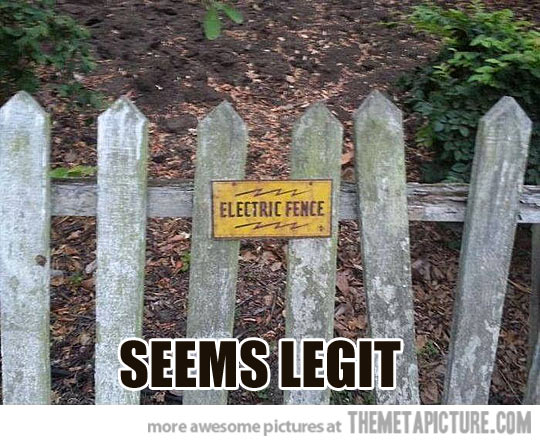 ELECTRIC FENCE
SEEMS LEGIT
more awesome pictures at THEMETAPICTURE.COM